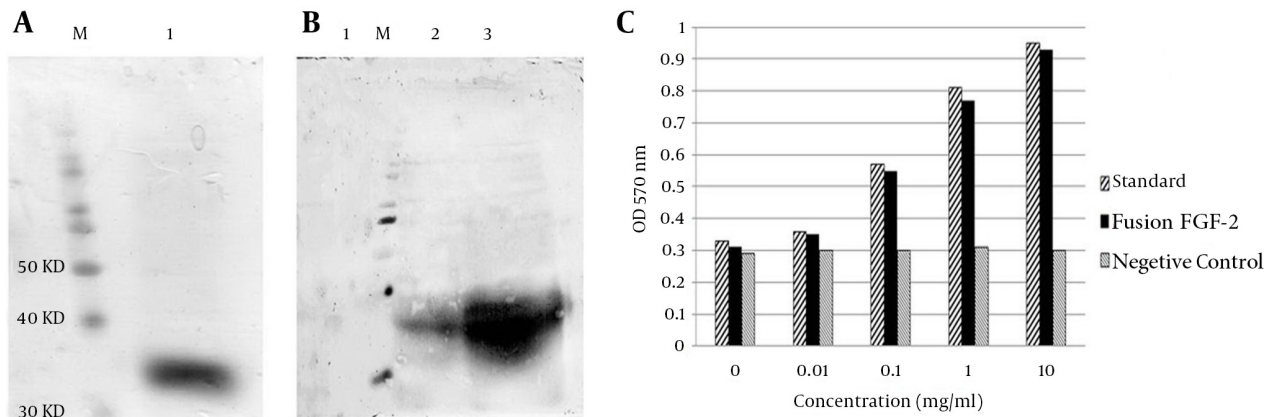 A
M
1
50 KD
40 KD
30 KD
B
1
M
2
3
C
1
0.9
0.8
0.7
0.6
0.5
0.4
0.3
0.2
0.1
0
OD 570 nm
0
0.01
0.1
1
10
Concentration (mg/ml)
Standard
Fusion FGF-2
Negetive Control